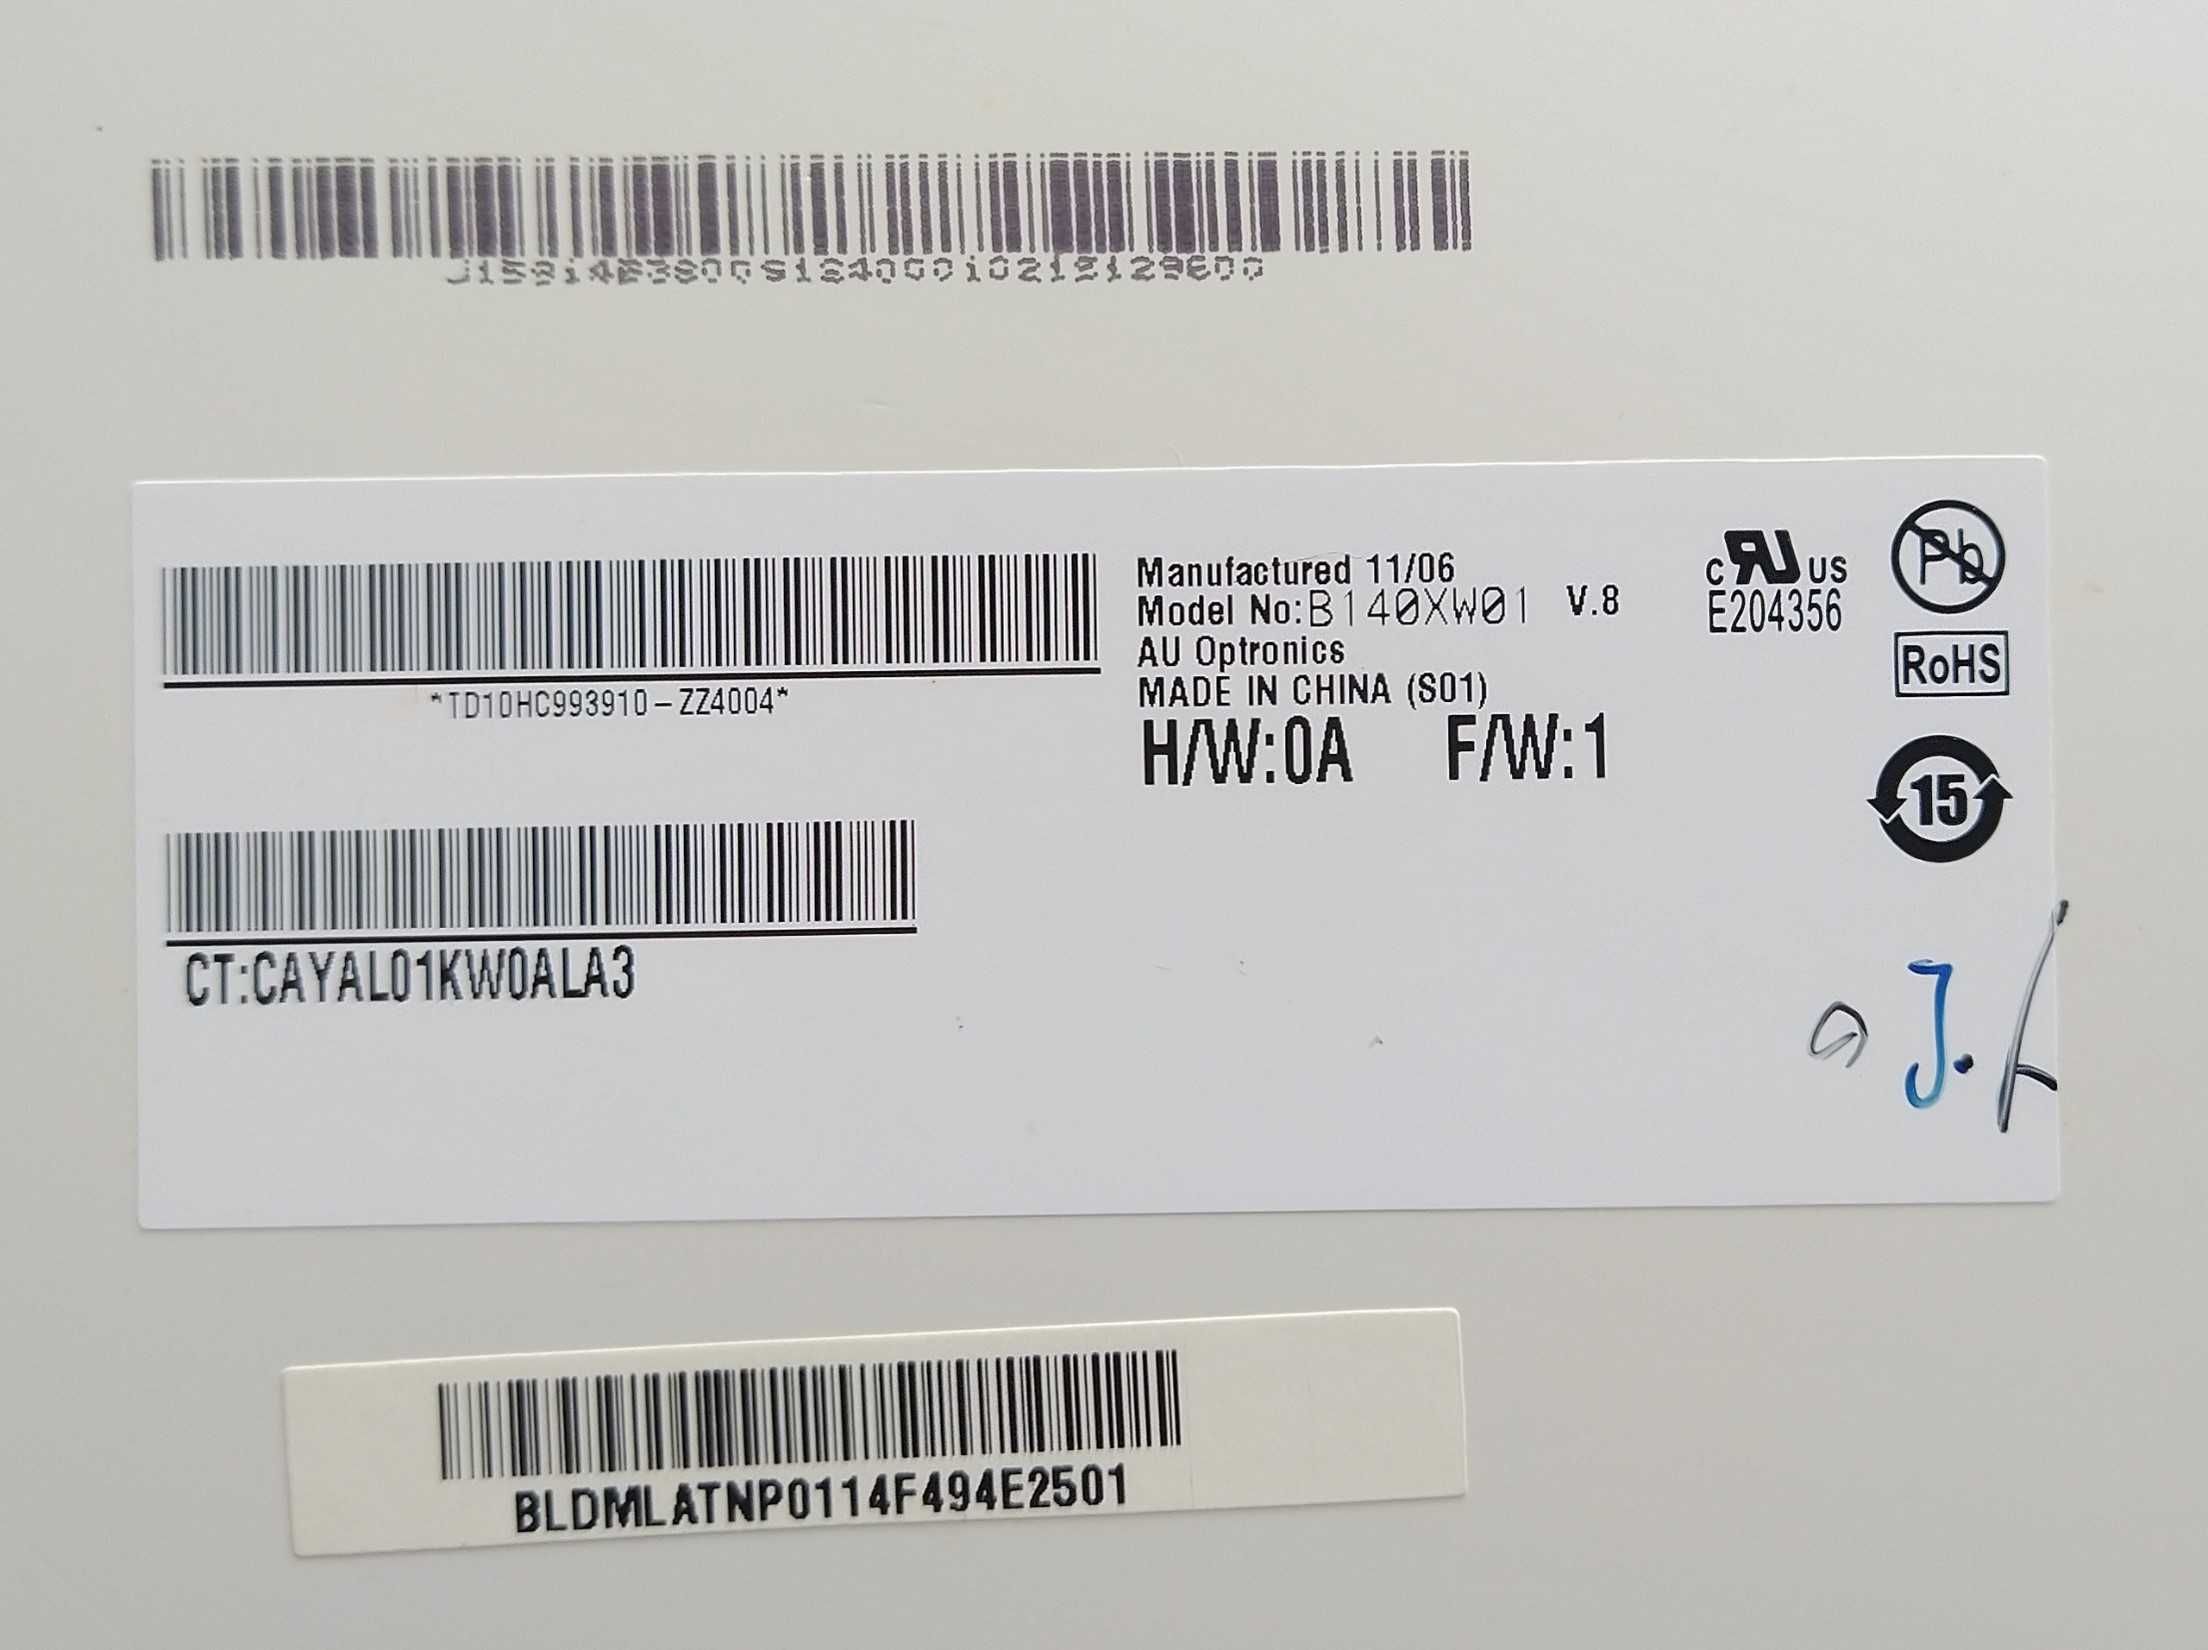 *TD10HC993910-ZZ4004*
Manufactured 11/06
Model No:B140XW01 V.8
AU Optronics
MADE IN CHINA (S01)
H/W:0A F/W:1
c RU US
E204356
Pb
RoHS
15
CT:CAYAL01KW0ALA3
J.
BLDMLATNP0114F494E2501